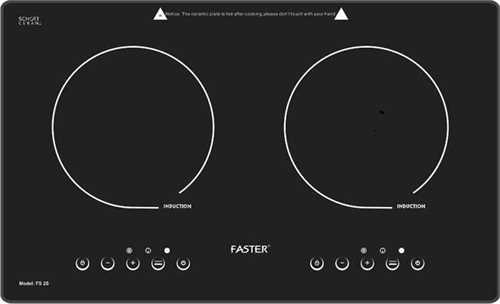 SCHOTT
CERAN®
Notice: The ceramic plate is hot after cooking, please don't touch with your hand
INDUCTION
INDUCTION
FASTER®
Model: FS 28